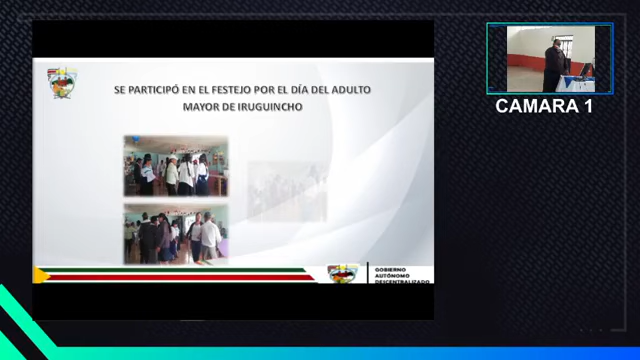 SE PARTICIPÓ EN EL FESTEJO POR EL DÍA DEL ADULTO
MAYOR DE IRUGUINCHO
CAMARA 1
GOBIERNO
AUTÓNOMO
DESCENTRALIZADO